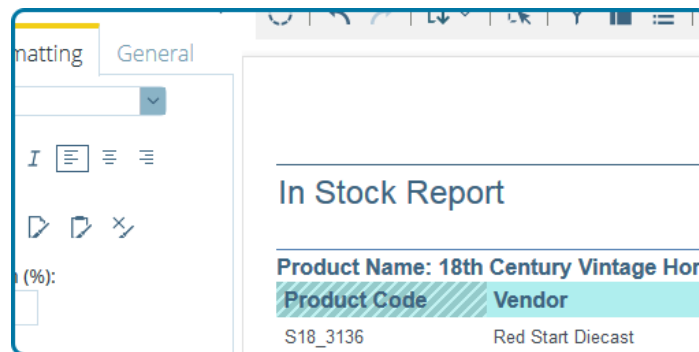 matting General
I
(%):
In Stock Report
Product Name: 18th Century Vintage Hor
Product Code Vendor
S18_3136 Red Start Diecast